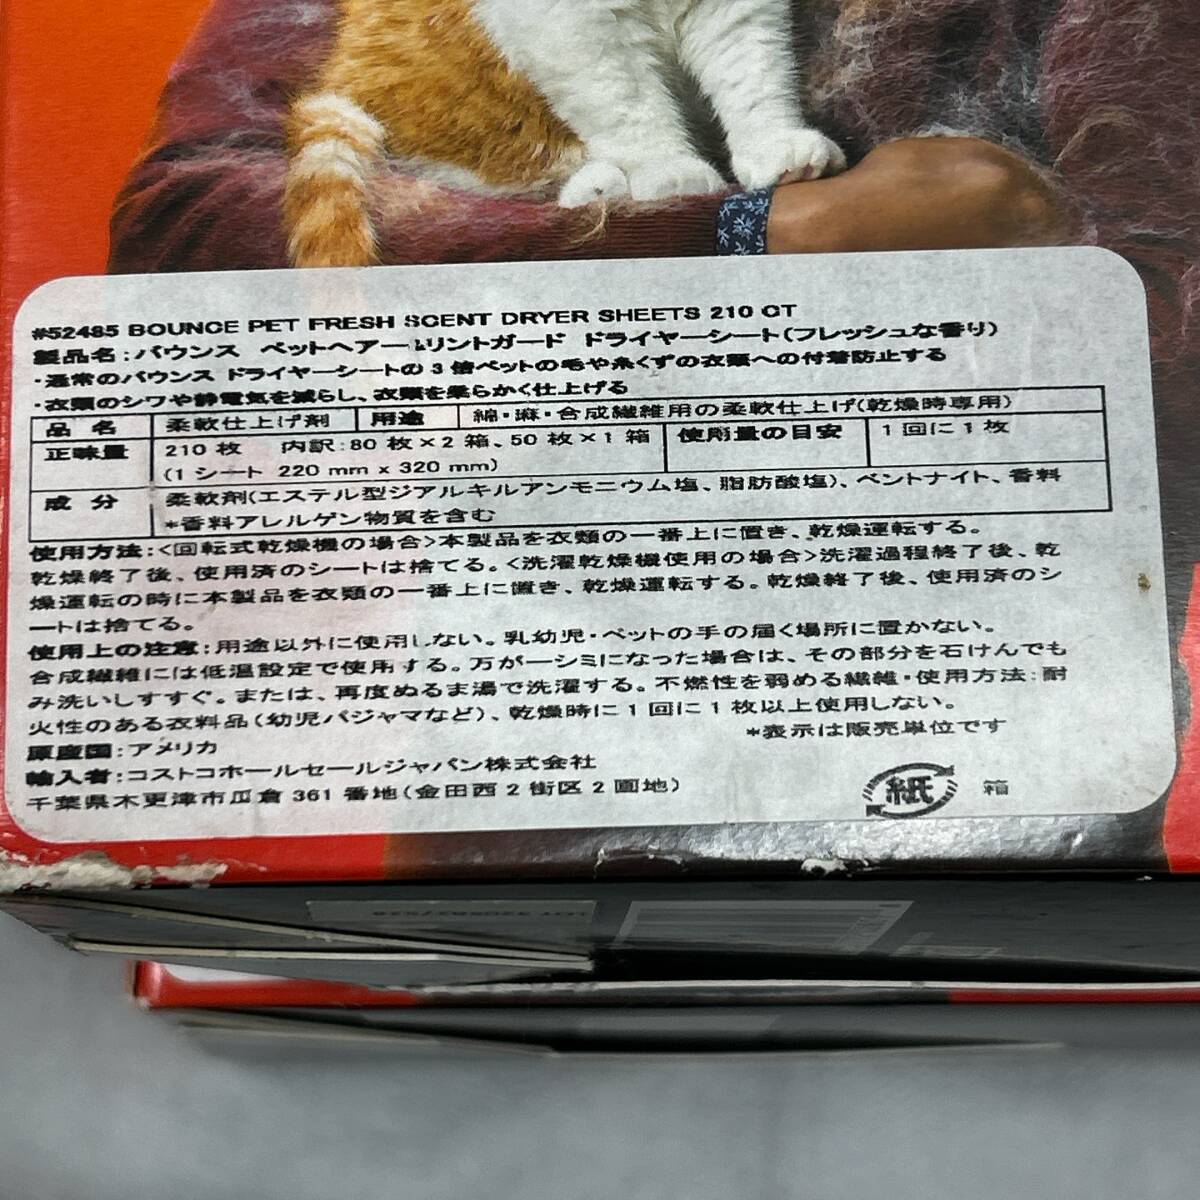 #52485 BOUNCE PET FRESH SCENT DRYER SHEETS 210 CT
製品名:バウンス ペットヘアー&リントガード ドライヤーシート(フレッシュな香り)
・通常のバウンス ドライヤーシートの3倍ペットの毛や糸くずの衣類への付着防止する
・衣類のシワや静電気を減らし、衣類を柔らかく仕上げる
品 名 柔軟仕上げ剤 用途 綿・麻・合成繊維用の柔軟仕上げ(乾燥時専用)
正味量 210枚 内訳:80枚×2箱、50枚×1箱 使用量の目安 1回に1枚
(1シート 220 mm x 320 mm)
成 分 柔軟剤(エステル型ジアルキルアンモニウム塩、脂肪酸塩)、ベントナイト、香料
*香料アレルゲン物質を含む
使用方法:<回転式乾燥機の場合>本製品を衣類の一番上に置き、乾燥運転する。
乾燥終了後、使用済のシートは捨てる。<洗濯乾燥機使用の場合>洗濯過程終了後、乾
燥運転の時に本製品を衣類の一番上に置き、乾燥運転する。乾燥終了後、使用済のシ
ートは捨てる。
使用上の注意:用途以外に使用しない。乳幼児・ペットの手の届く場所に置かない。
合成繊維には低温設定で使用する。万が一シミになった場合は、その部分を石けんでも
み洗いしすすぐ。または、再度ぬるま湯で洗濯する。不燃性を弱める繊維・使用方法:耐
火性のある衣料品(幼児パジャマなど)、乾燥時に1回に1枚以上使用しない。
原産国:アメリカ
*表示は販売単位です
輸入者:コストコホールセールジャパン株式会社
千葉県木更津市瓜倉361番地(金田西2街区2画地)
紙 箱